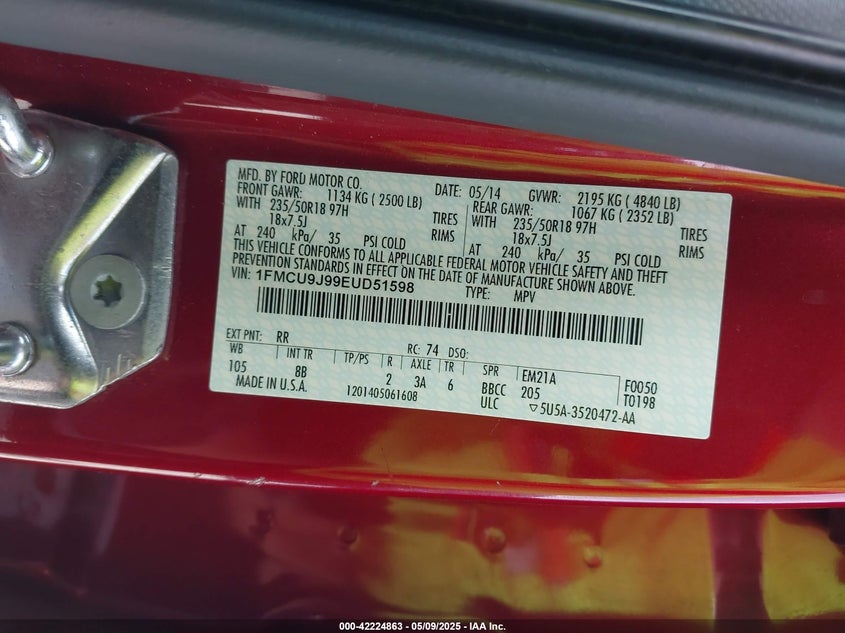 MFD. BY FORD MOTOR CO. DATE: 05/14 GVWR: 2195 KG ( 4840 LB)
FRONT GAWR: 1134 KG ( 2500 LB) REAR GAWR: 1067 KG ( 2352 LB)
WITH 235/50R18 97H TIRES WITH 235/50R18 97H TIRES
18x7.5J RIMS 18x7.5J RIMS
AT 240 kPa/ 35 PSI COLD AT 240 kPa/ 35 PSI COLD
THIS VEHICLE CONFORMS TO ALL APPLICABLE FEDERAL MOTOR VEHICLE SAFETY AND THEFT
PREVENTION STANDARDS IN EFFECT ON THE DATE OF MANUFACTURE SHOWN ABOVE.
VIN: 1FMCU9J99EUD51598 TYPE: MPV
EXT PNT: RR RC: 74 DSO:
WB INT TR TP/PS R AXLE TR SPR EM21A F0050
105 8B 2 3A 6 BBCC 205 T0198
MADE IN U.S.A. 1201405061608 ULC ▽5U5A-3520472-AA
000-42224863 - 05/09/2025 - IAA Inc.